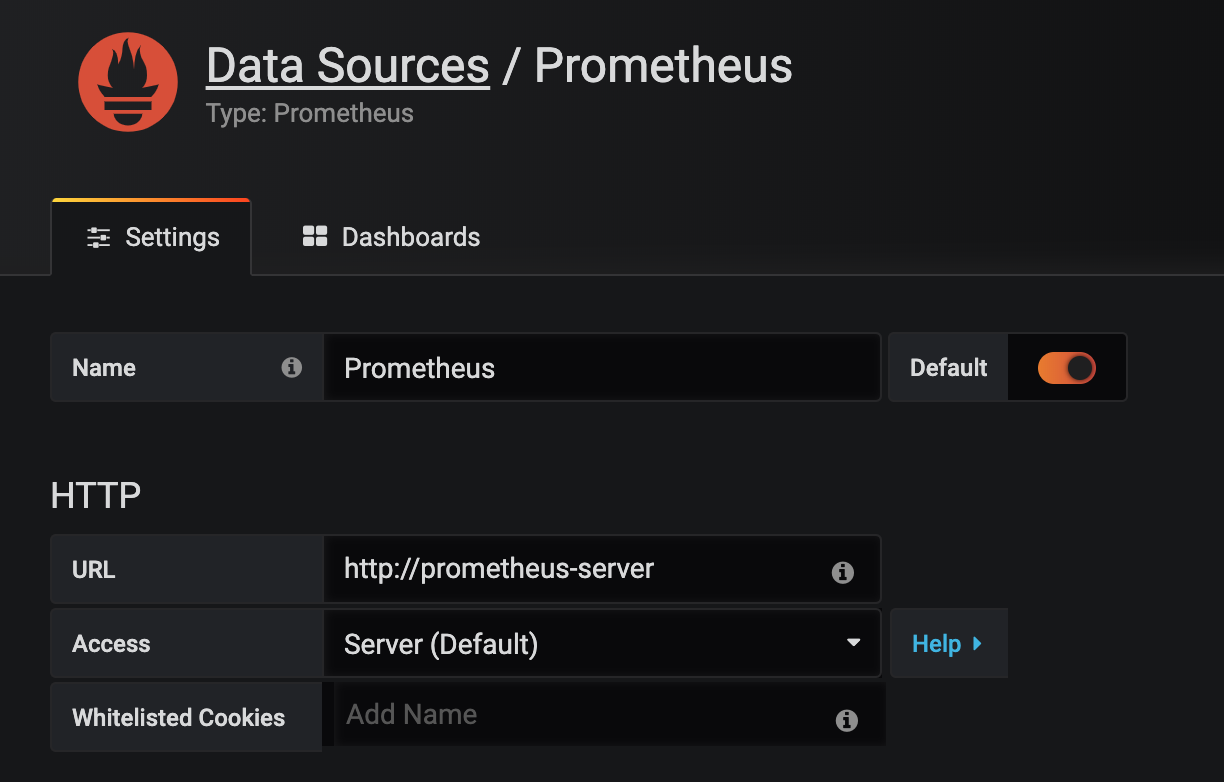 Data Sources / Prometheus
Type: Prometheus
Settings
Dashboards
Name
Prometheus
Default
HTTP
URL
http://prometheus-server
Access
Server (Default)
Help
Whitelisted Cookies
Add Name